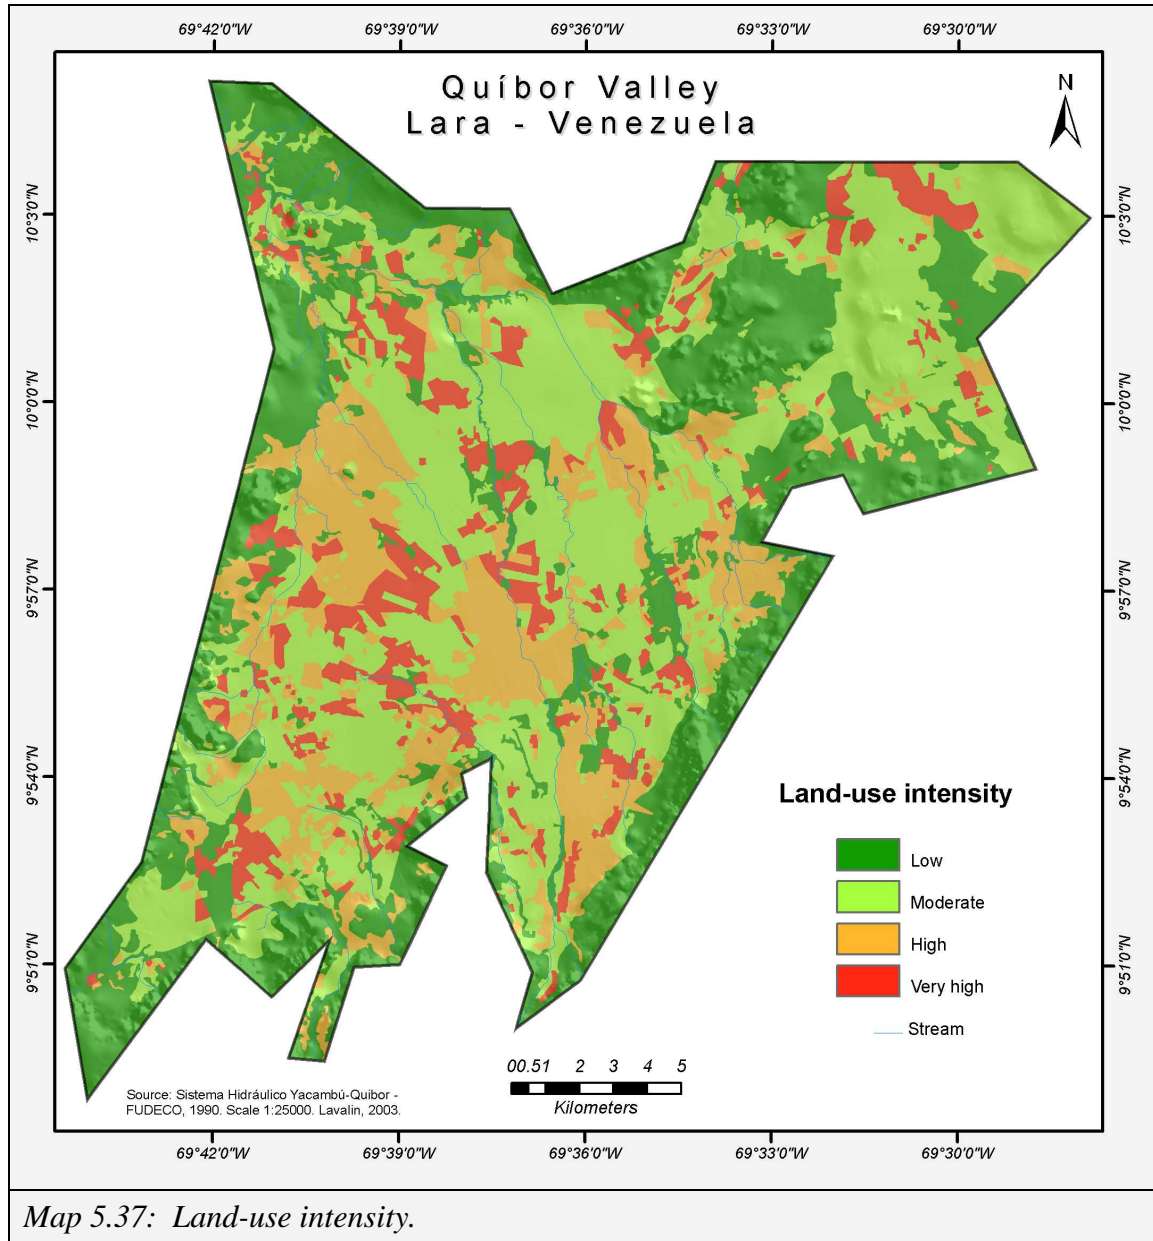 69°42'0"W 69°39'0"W 69°36'0"W 69°33'0"W 69°30'0"W
Quíbor Valley
Lara - Venezuela
N
10°3'0"N
10°3'0"N
10°0'0"N
10°0'0"N
9°57'0"N
9°57'0"N
9°54'0"N
9°54'0"N
9°51'0"N
9°51'0"N
Land-use intensity
Low
Moderate
High
Very high
Stream
00.51 2 3 4 5
Kilometers
Source: Sistema Hidráulico Yacambú-Quibor -
FUDECO, 1990. Scale 1:25000. Lavalin, 2003.
69°42'0"W 69°39'0"W 69°36'0"W 69°33'0"W 69°30'0"W
Map 5.37: Land-use intensity.